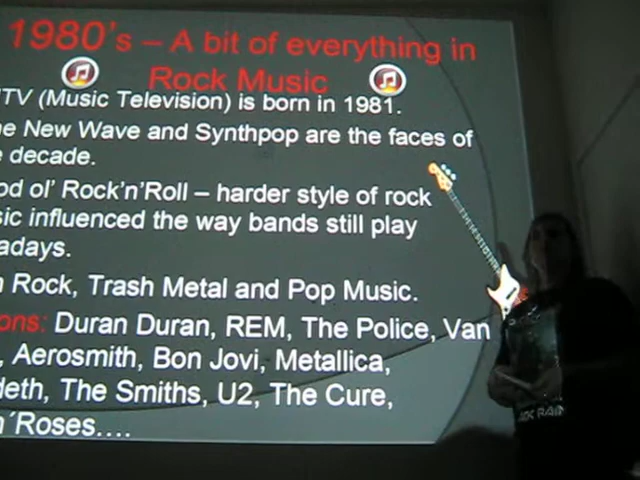 1980's – A bit of everything in
Rock Music
TV (Music Television) is born in 1981.
e New Wave and Synthpop are the faces of
e decade.
od ol' Rock'n'Roll – harder style of rock
sic influenced the way bands still play
adays.
n Rock, Trash Metal and Pop Music.
ons: Duran Duran, REM, The Police, Van
, Aerosmith, Bon Jovi, Metallica,
deth, The Smiths, U2, The Cure,
n´Roses....
CK RAIN